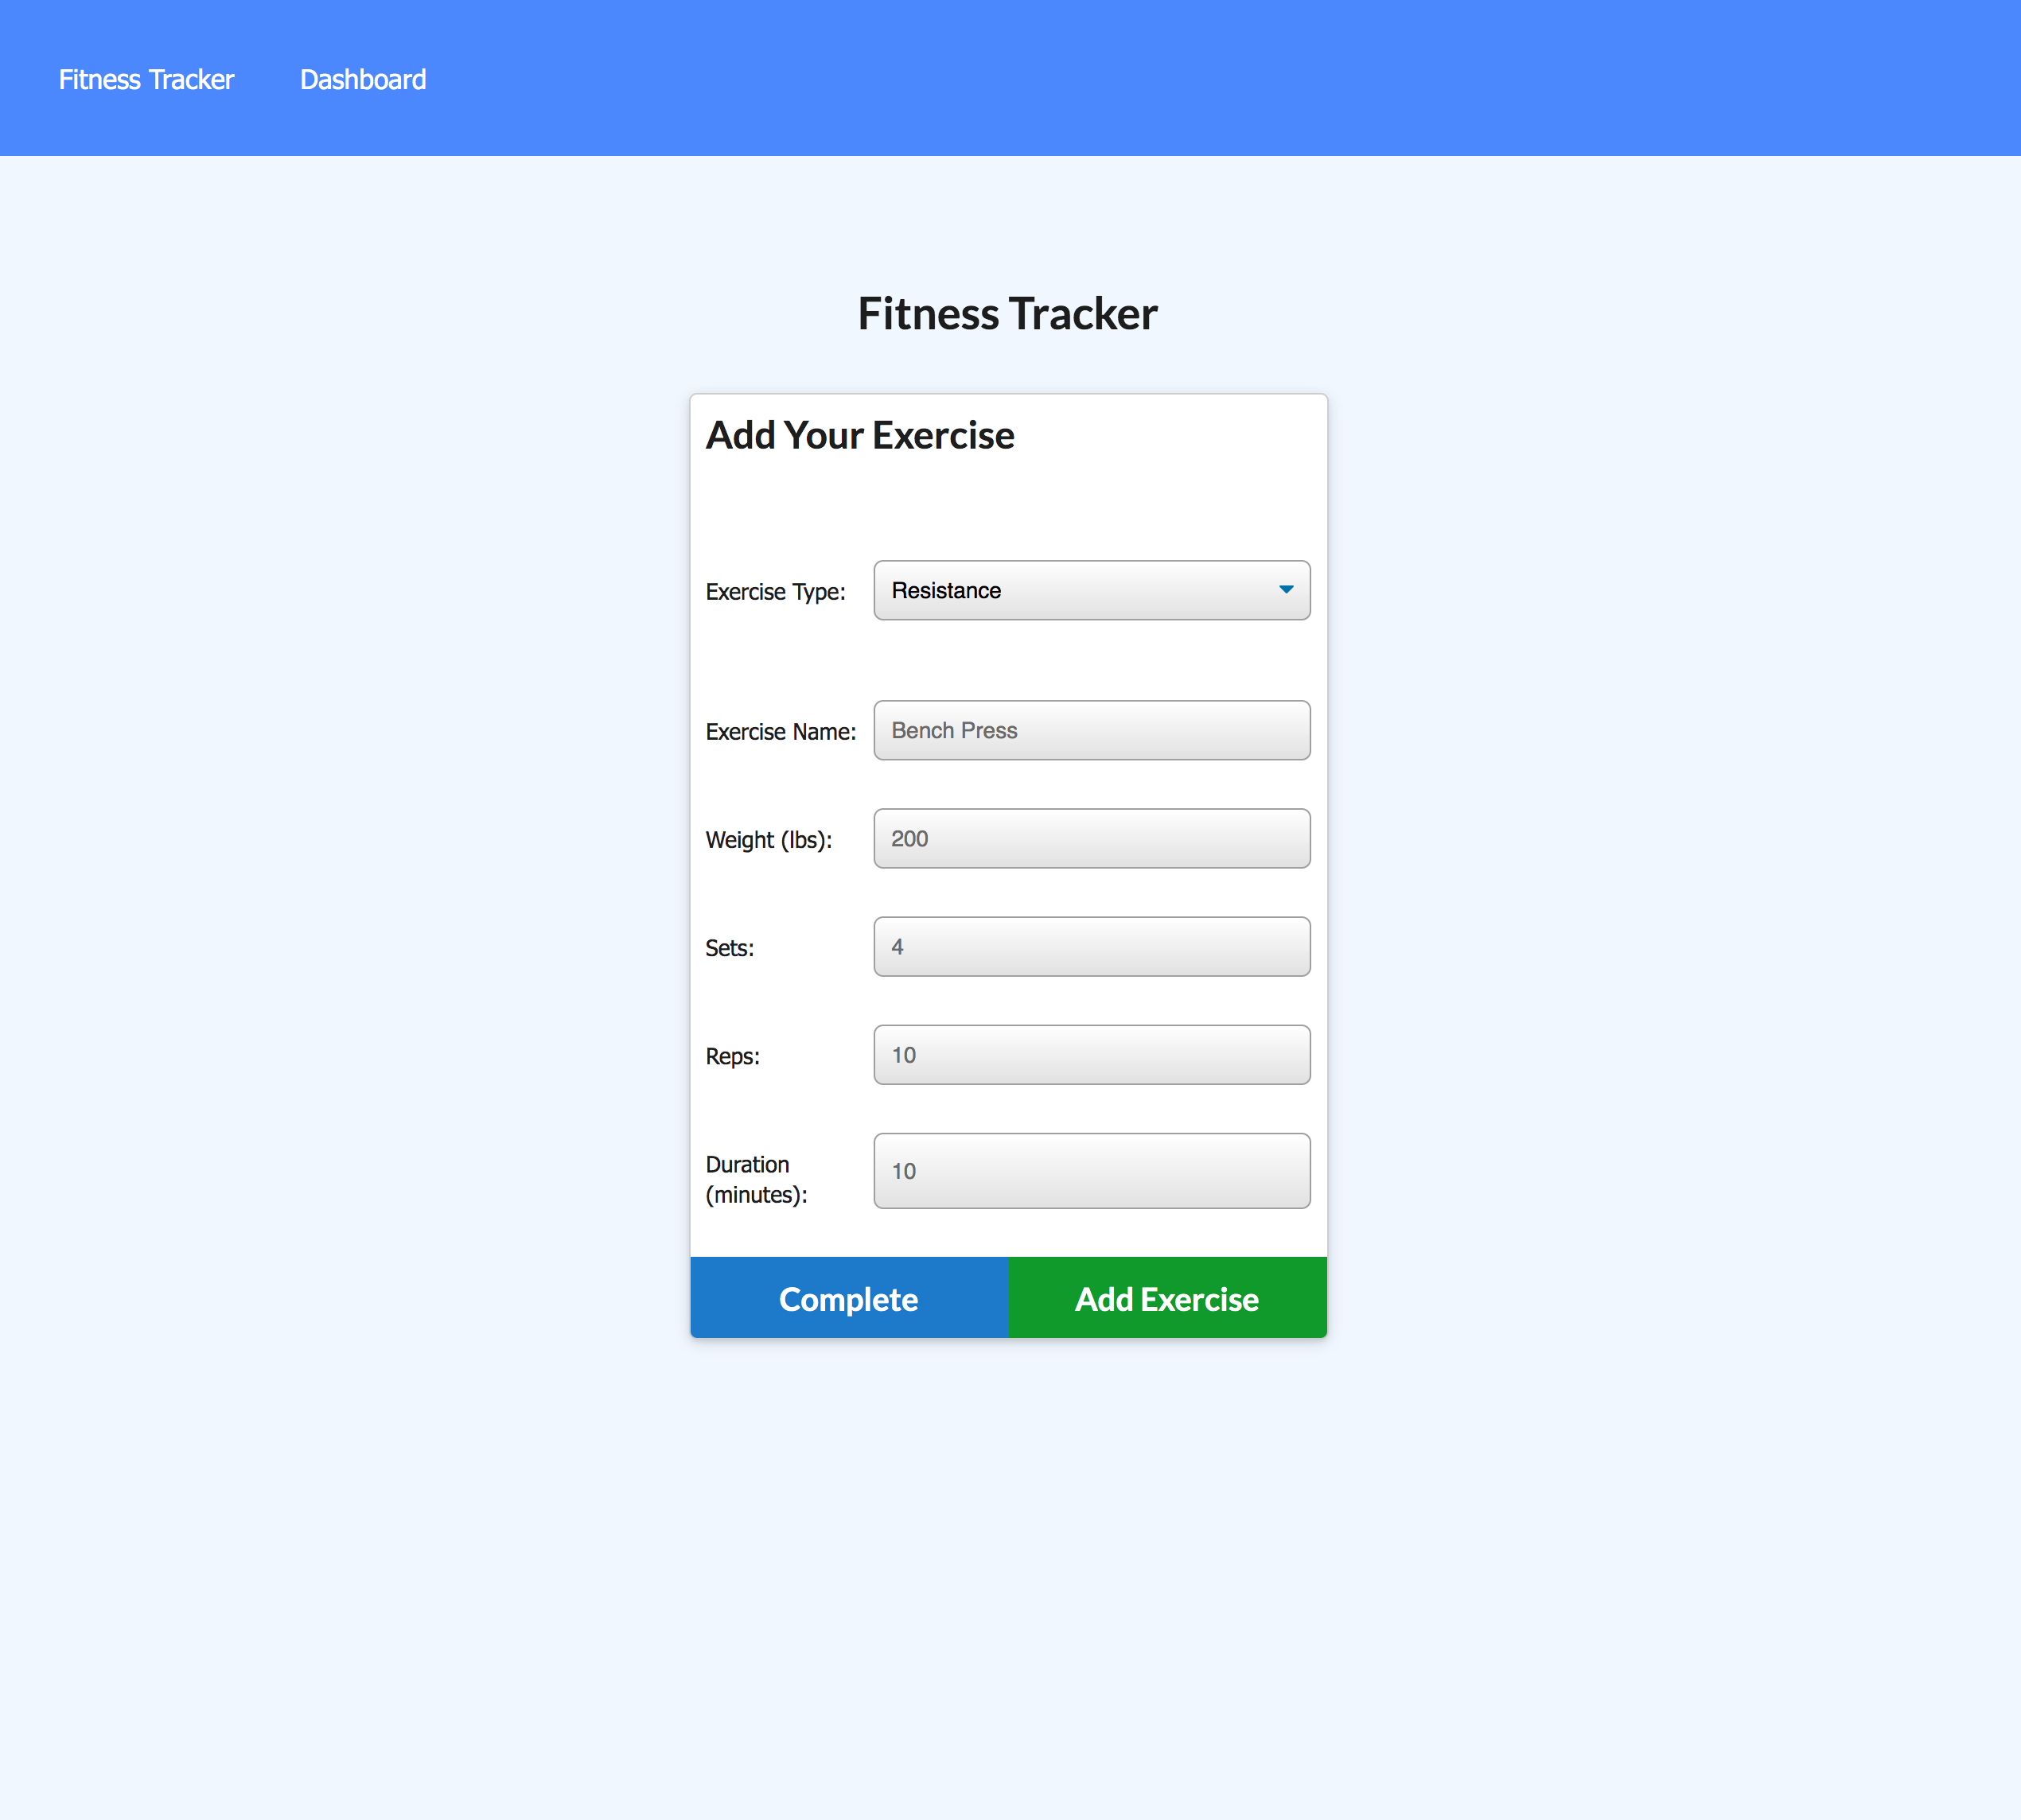 Fitness Tracker Dashboard
Fitness Tracker
Add Your Exercise
Exercise Type: Resistance
Exercise Name: Bench Press
Weight (lbs): 200
Sets: 4
Reps: 10
Duration
(minutes): 10
Complete Add Exercise